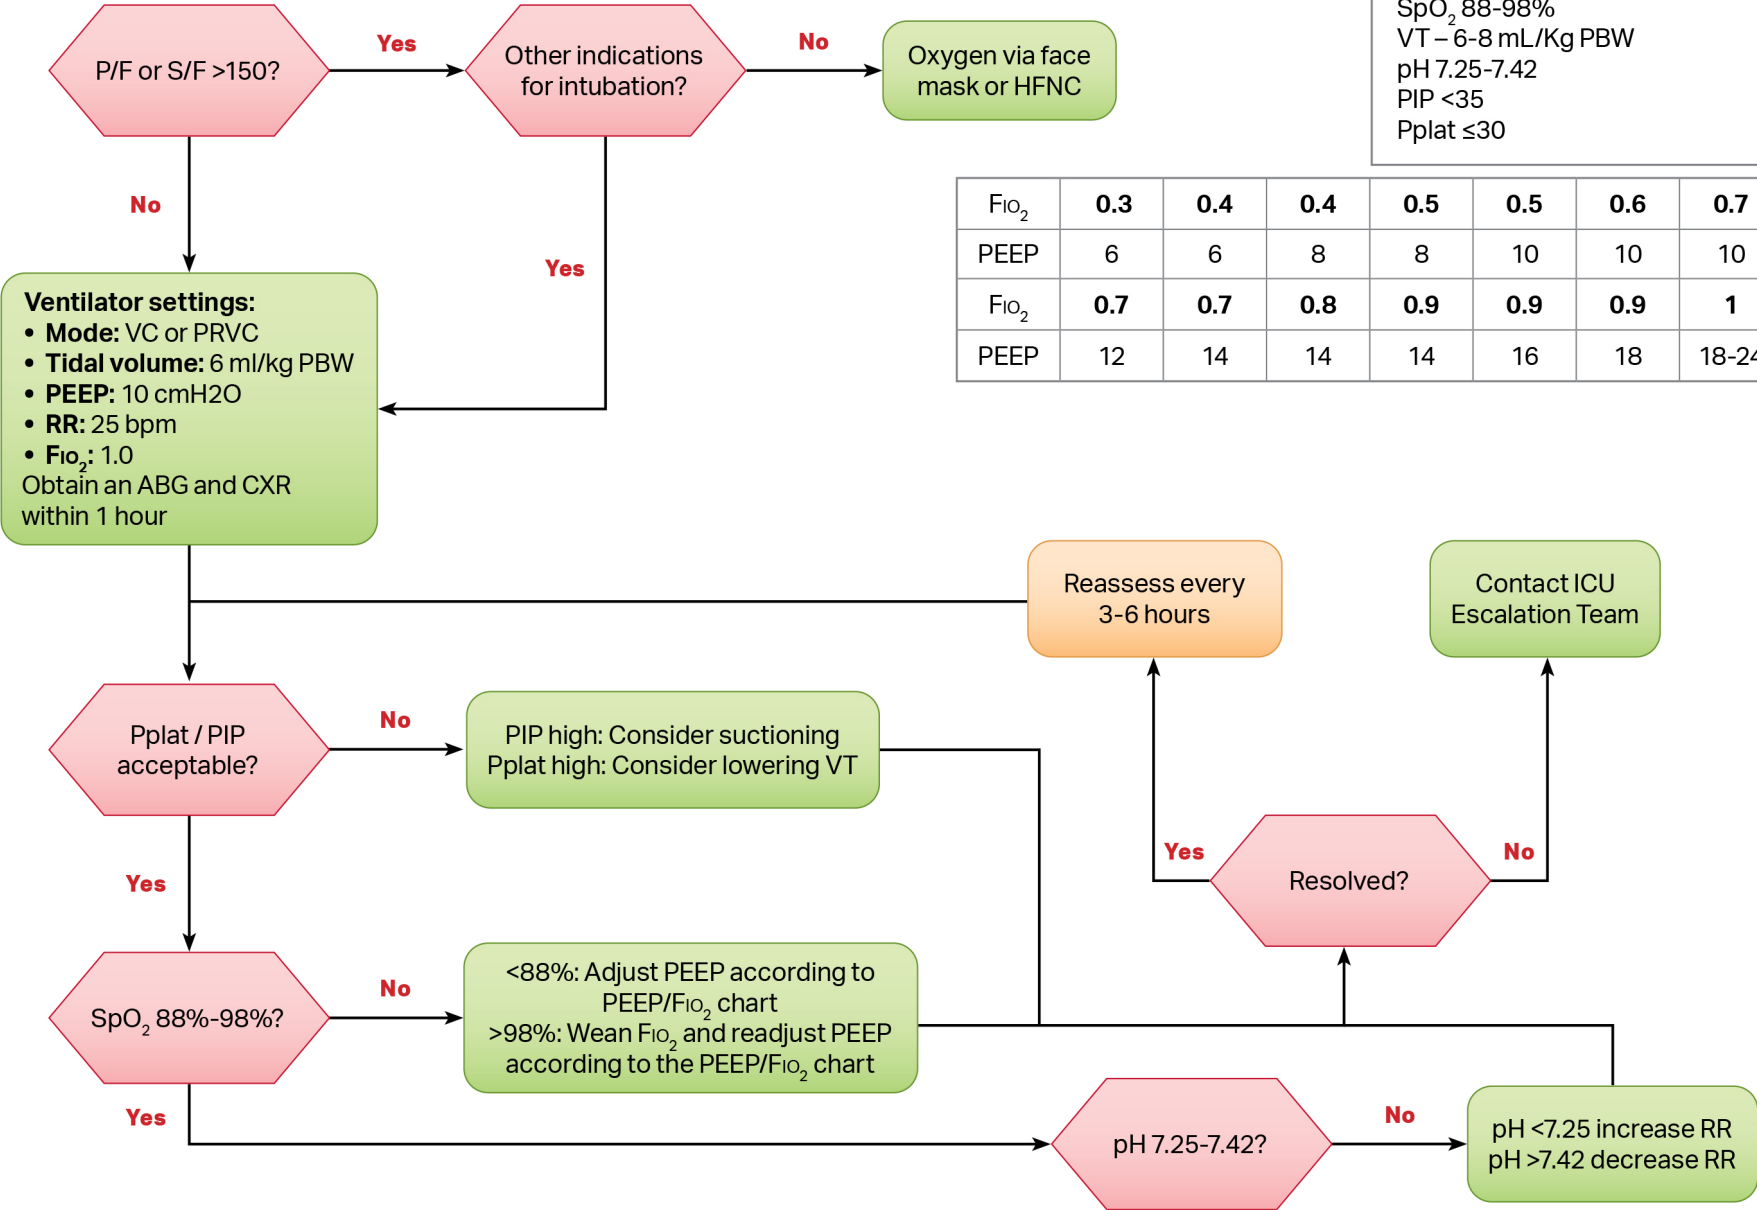 P/F or S/F >150?
Yes
Other indications
for intubation?
No
Oxygen via face
mask or HFNC
SpO2 88-98%
VT – 6-8 mL/Kg PBW
pH 7.25-7.42
PIP <35
Pplat ≤30
No
Yes
FIO2 0.3 0.4 0.4 0.5 0.5 0.6 0.7
PEEP 6 6 8 8 10 10 10
FIO2 0.7 0.7 0.8 0.9 0.9 0.9 1
PEEP 12 14 14 14 16 18 18-24
Ventilator settings:
• Mode: VC or PRVC
• Tidal volume: 6 ml/kg PBW
• PEEP: 10 cmH2O
• RR: 25 bpm
• FIO2: 1.0
Obtain an ABG and CXR
within 1 hour
Reassess every
3-6 hours
Contact ICU
Escalation Team
Pplat / PIP
acceptable?
No
PIP high: Consider suctioning
Pplat high: Consider lowering VT
Yes
Yes
Resolved?
No
SpO2 88%-98%?
No
<88%: Adjust PEEP according to
PEEP/FIO2 chart
>98%: Wean FIO2 and readjust PEEP
according to the PEEP/FIO2 chart
Yes
pH 7.25-7.42?
No
pH <7.25 increase RR
pH >7.42 decrease RR